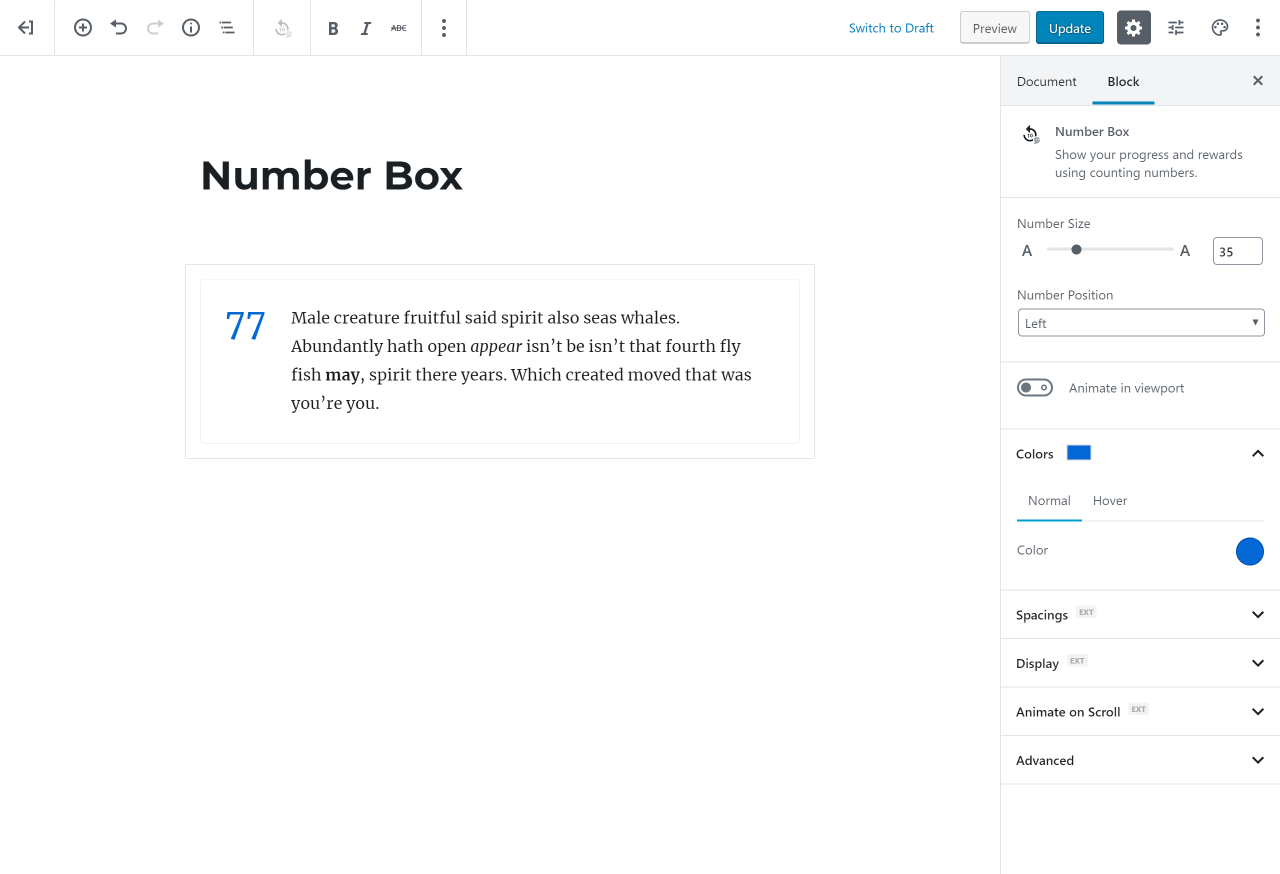 B I ABC
Switch to Draft
Preview
Update
Document
Block
Number Box
Show your progress and rewards
using counting numbers.
Number Size
A A 35
Number Position
Left
Animate in viewport
Colors
Normal
Hover
Color
Spacings EXT
Display EXT
Animate on Scroll EXT
Advanced
Number Box
77
Male creature fruitful said spirit also seas whales.
Abundantly hath open appear isn’t be isn’t that fourth fly
fish may, spirit there years. Which created moved that was
you’re you.